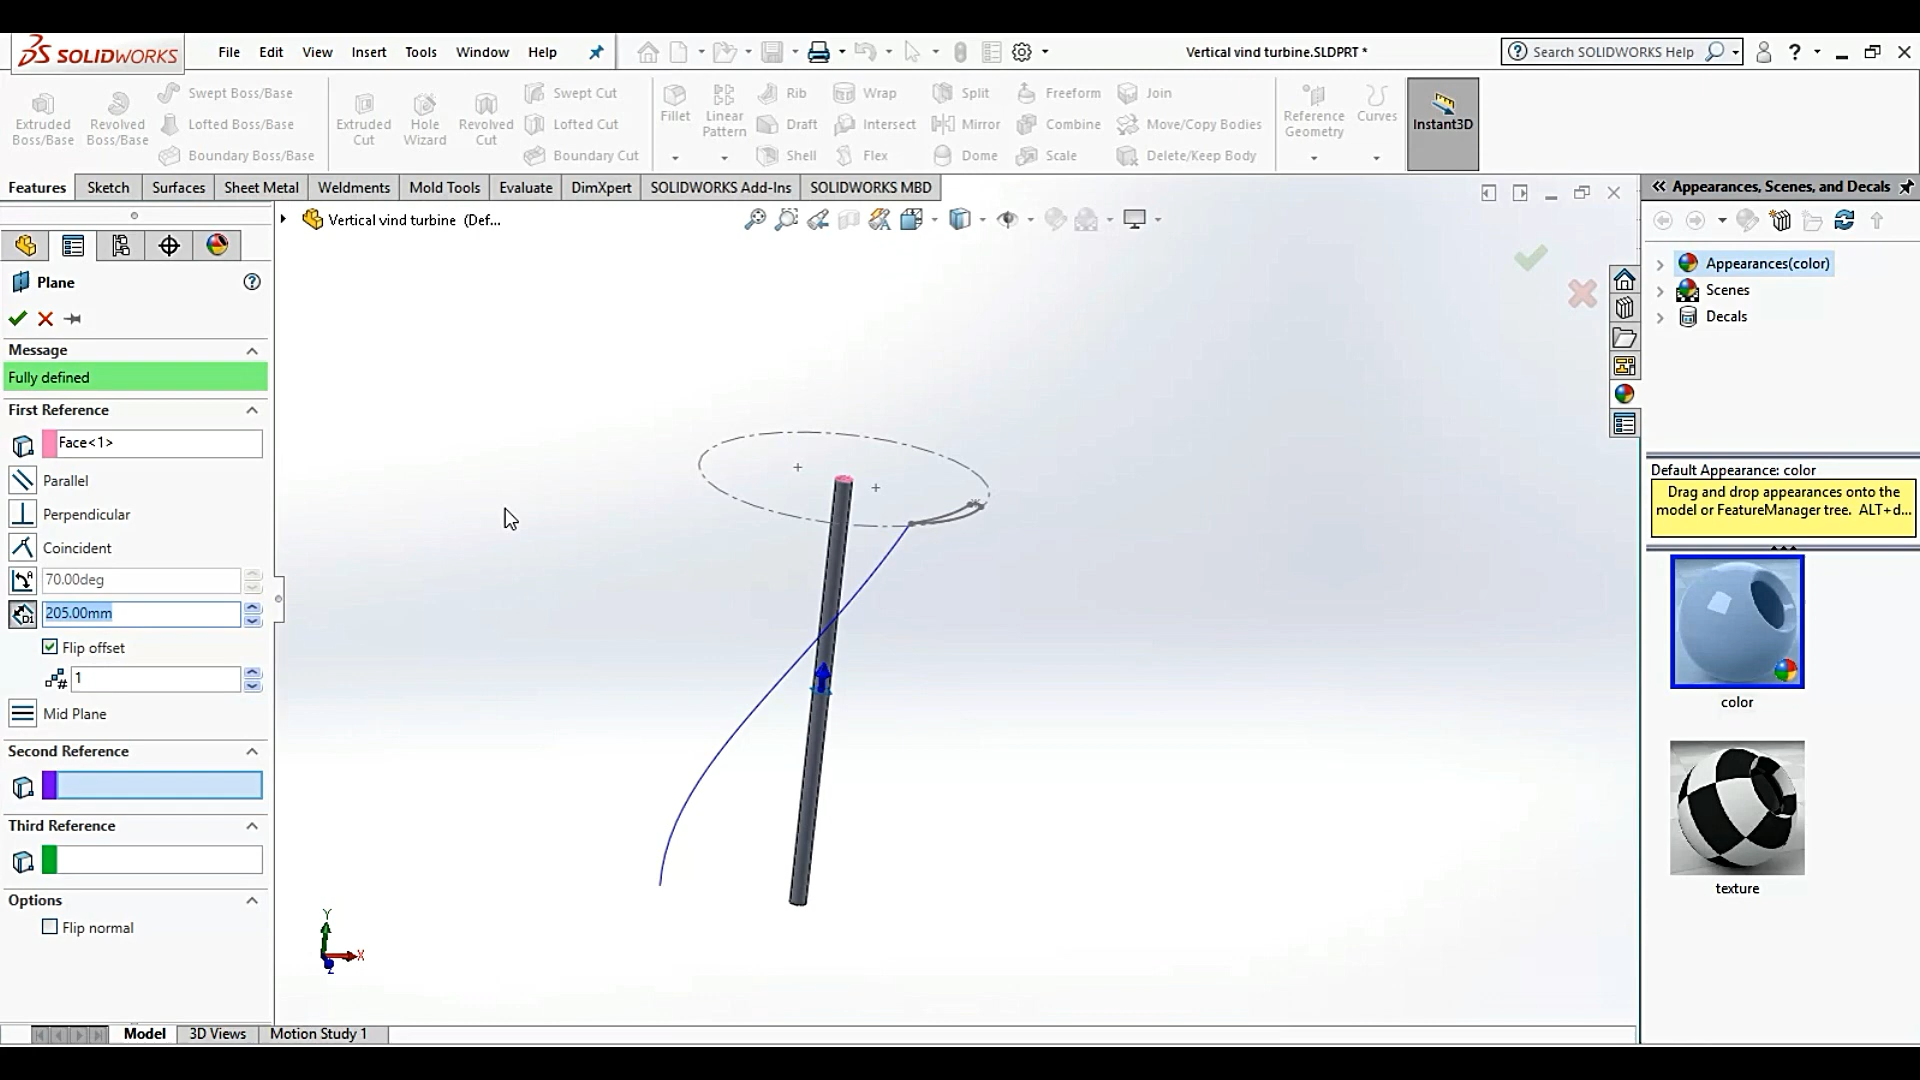 SOLIDWORKS File Edit View Insert Tools Window Help Vertical vind turbine.SLDPRT * Search SOLIDWORKS Help ?
Extruded Boss/Base
Revolved Boss/Base
Swept Boss/Base
Lofted Boss/Base
Boundary Boss/Base
Extruded Cut
Hole Wizard
Revolved Cut
Swept Cut
Lofted Cut
Boundary Cut
Fillet
Linear Pattern
Rib
Draft
Shell
Wrap
Intersect
Flex
Split
Mirror
Dome
Freeform
Combine
Scale
Join
Move/Copy Bodies
Delete/Keep Body
Reference Geometry
Curves
Instant3D
Features Sketch Surfaces Sheet Metal Weldments Mold Tools Evaluate DimXpert SOLIDWORKS Add-Ins SOLIDWORKS MBD
Vertical vind turbine (Def...
Plane
Message
Fully defined
First Reference
Face<1>
Parallel
Perpendicular
Coincident
70.00deg
205.00mm
Flip offset
1
Mid Plane
Second Reference
Third Reference
Options
Flip normal
Y
X
Z
Model 3D Views Motion Study 1
Appearances, Scenes, and Decals
Appearances(color)
Scenes
Decals
Default Appearance: color
Drag and drop appearances onto the
model or FeatureManager tree. ALT+d...
color
texture